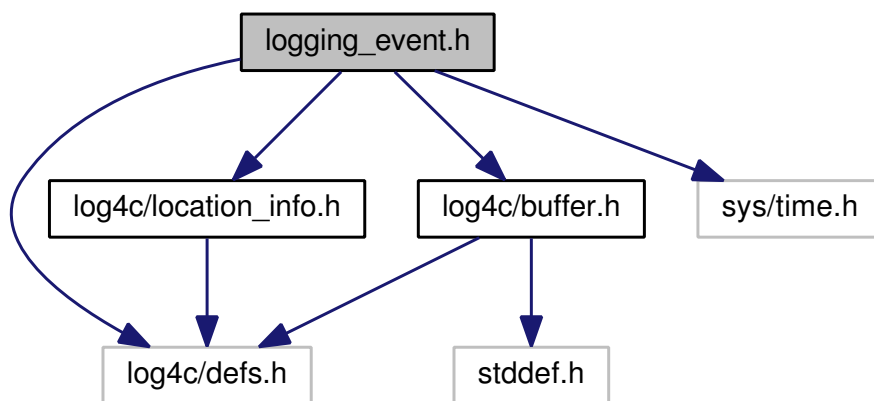 logging_event.h
log4c/location_info.h
log4c/buffer.h
sys/time.h
log4c/defs.h
stddef.h